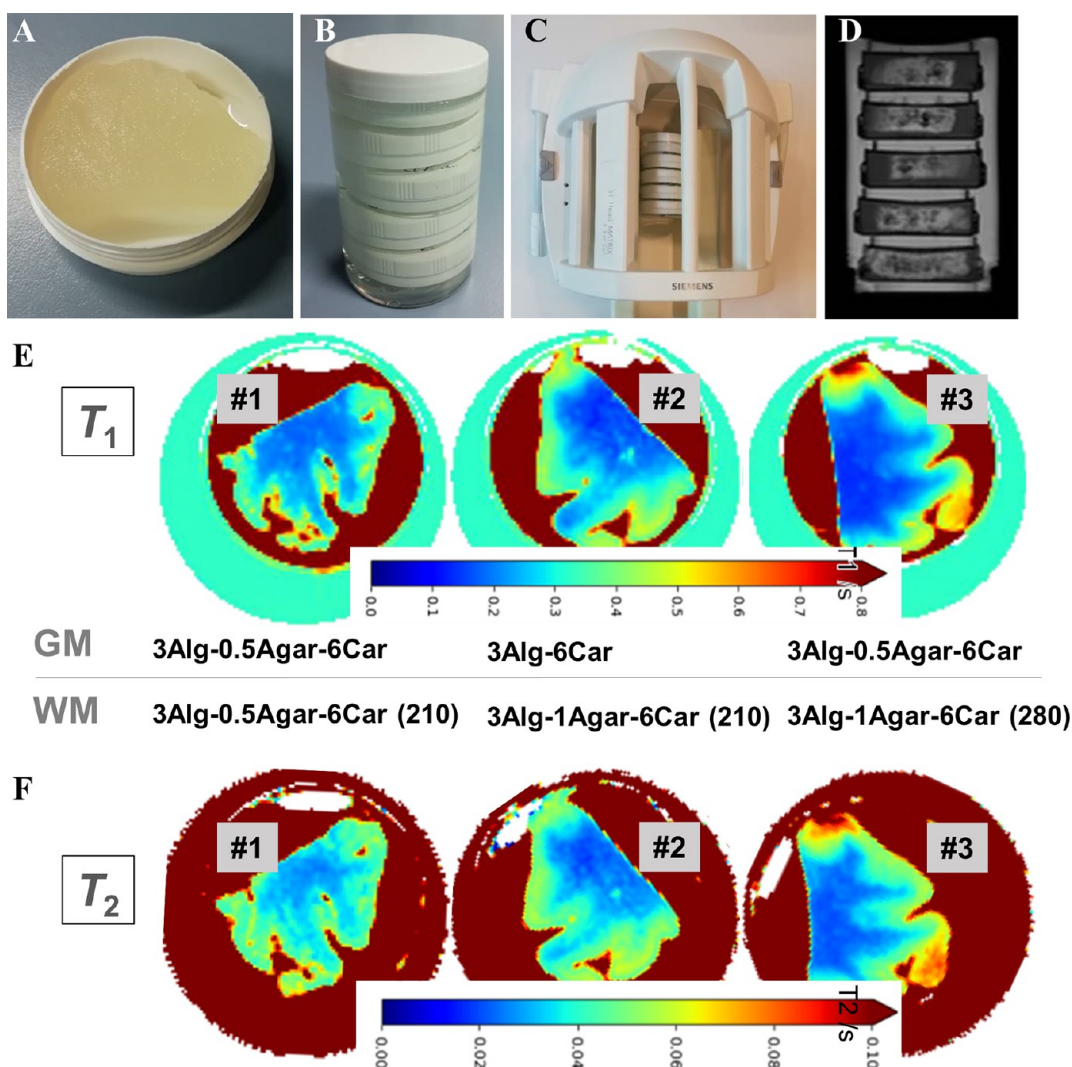 A B C D
SIEMENS
E
T1
#1 #2 #3
T1 /s
0.0 0.1 0.2 0.3 0.4 0.5 0.6 0.7 0.8
GM 3Alg-0.5Agar-6Car 3Alg-6Car 3Alg-0.5Agar-6Car
WM 3Alg-0.5Agar-6Car (210) 3Alg-1Agar-6Car (210) 3Alg-1Agar-6Car (280)
F
T2
#1 #2 #3
T2 /s
0.00 0.02 0.04 0.06 0.08 0.10